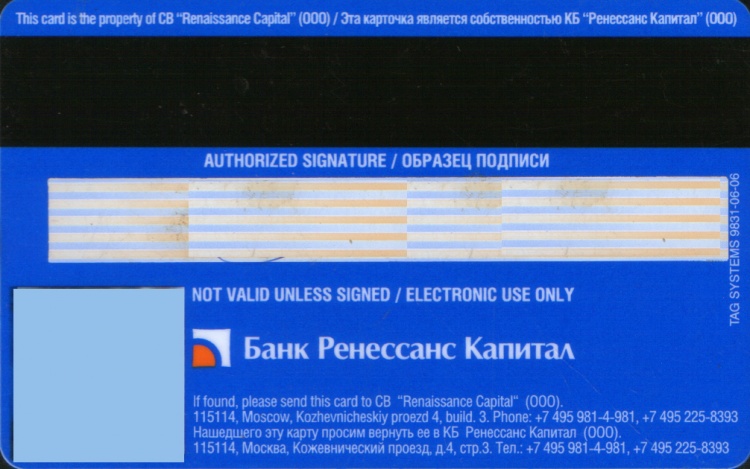 This card is the property of CB "Renaissance Capital" (ООО) / Эта карточка является собственностью КБ "Ренессанс Капитал" (ООО)
AUTHORIZED SIGNATURE / ОБРАЗЕЦ ПОДПИСИ
TAG SYSTEMS 9831-06-06
NOT VALID UNLESS SIGNED / ELECTRONIC USE ONLY
Банк Ренессанс Капитал
If found, please send this card to CB "Renaissance Capital" (ООО).
115114, Moscow, Kozhevnicheskiy proezd 4, build. 3. Phone: +7 495 981-4-981, +7 495 225-8393
Нашедшего эту карту просим вернуть ее в КБ Ренессанс Капитал (ООО).
115114, Москва, Кожевнический проезд, д.4, стр.3. Тел.: +7 495 981-4-981, +7 495 225-8393